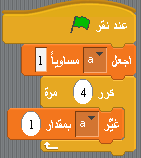 عند نقر
اجعل a مساوياً 1
كرر 4 مرة
غيّر a بمقدار 1